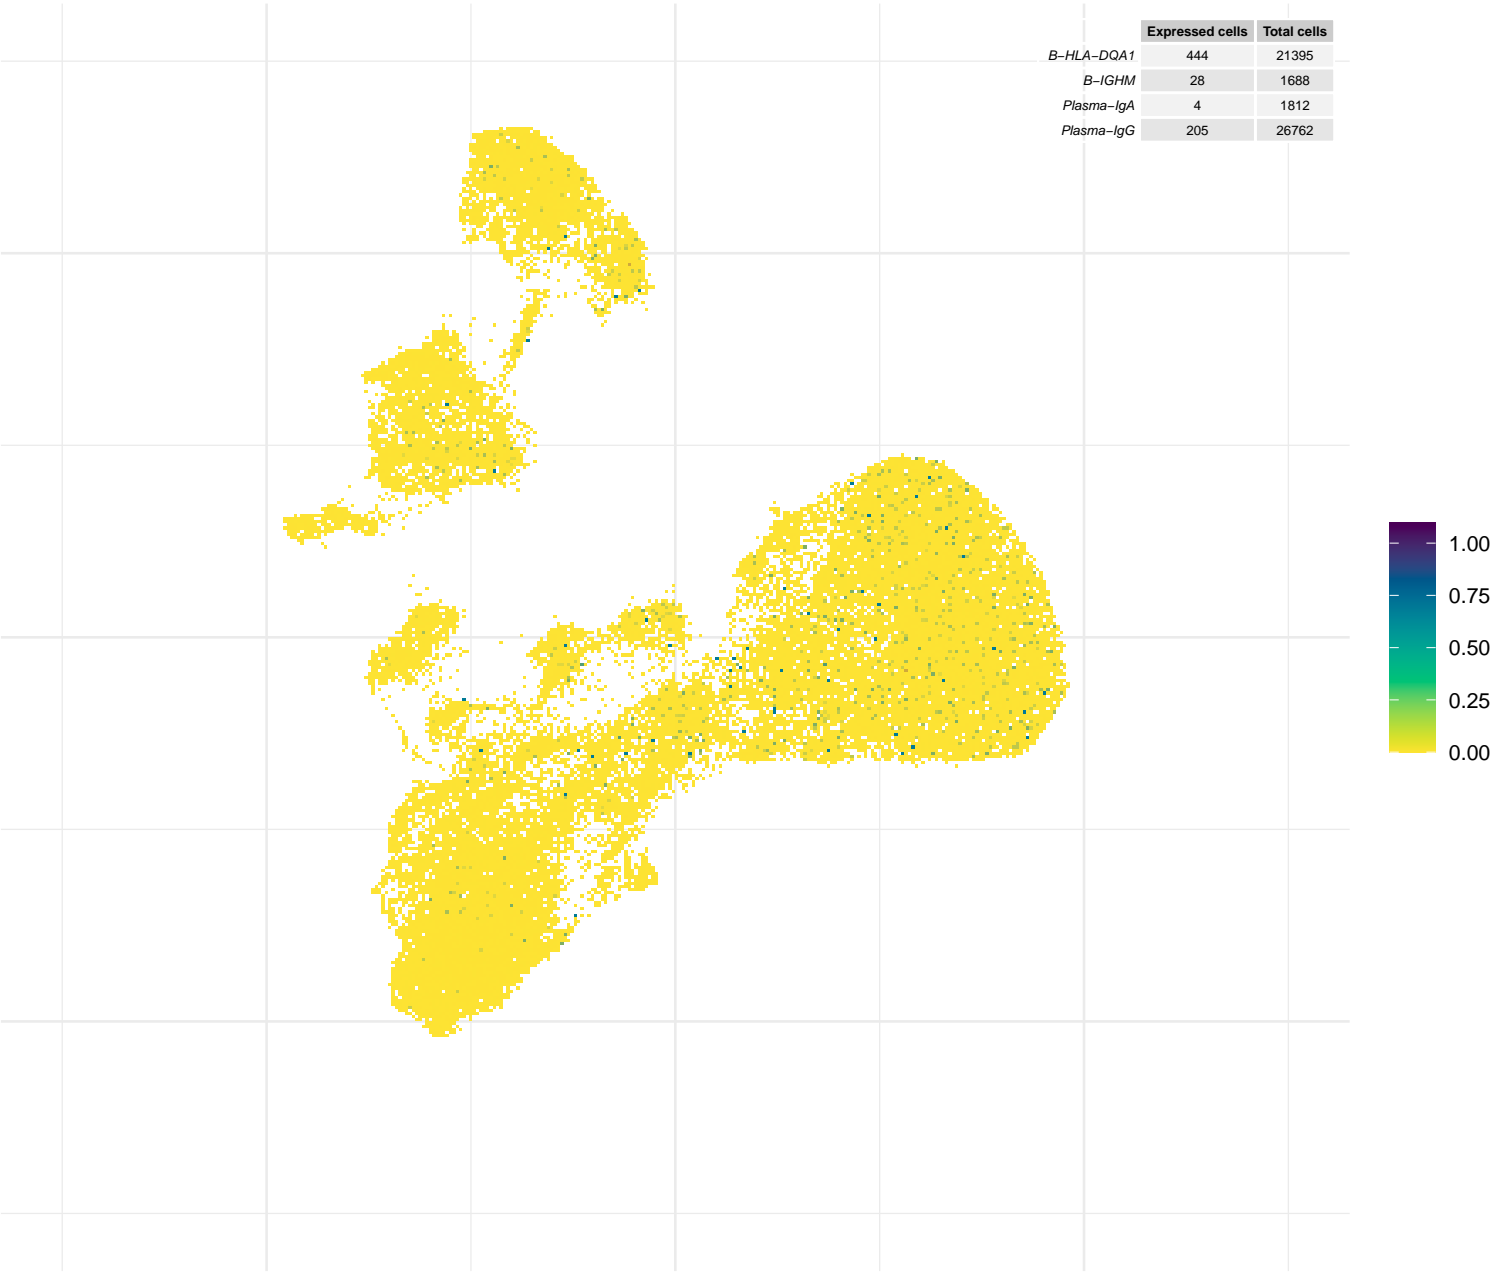 Expressed cells Total cells
B−HLA−DQA1 444 21395
B−IGHM 28 1688
Plasma−IgA 4 1812
Plasma−IgG 205 26762
1.00
0.75
0.50
0.25
0.00